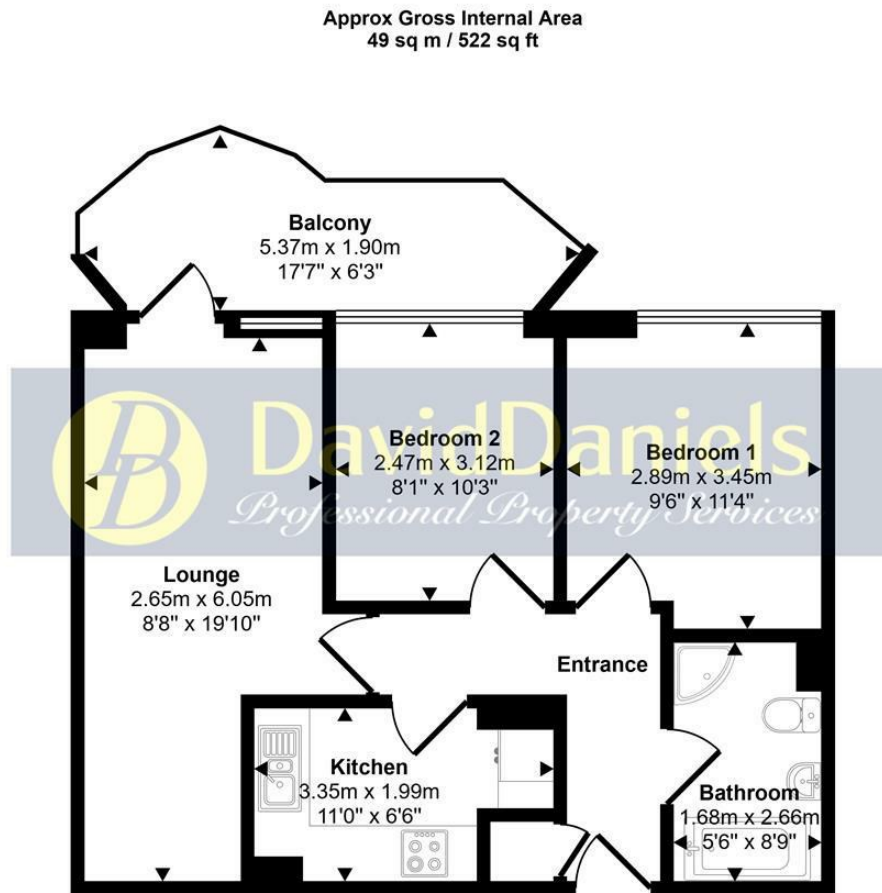 Approx Gross Internal Area
49 sq m / 522 sq ft
Balcony
5.37m x 1.90m
17'7" x 6'3"
DavidDaniels
Professional Property Services
Bedroom 2
2.47m x 3.12m
8'1" x 10'3"
Bedroom 1
2.89m x 3.45m
9'6" x 11'4"
Lounge
2.65m x 6.05m
8'8" x 19'10"
Entrance
Kitchen
3.35m x 1.99m
11'0" x 6'6"
Bathroom
1.68m x 2.66m
5'6" x 8'9"